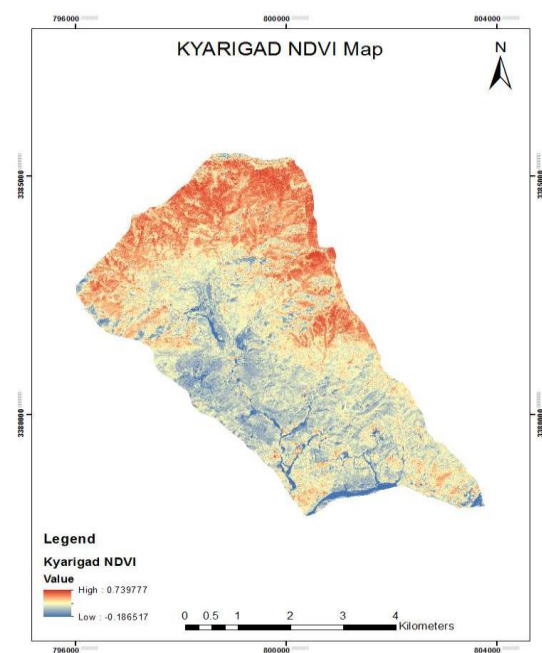 796000 800000 804000
KYARIGAD NDVI Map
N
3385000 3385000
3380000 3380000
Legend
Kyarigad NDVI
Value
High : 0.739777
Low : -0.186517
0 0.5 1 2 3 4
Kilometers
796000 800000 804000